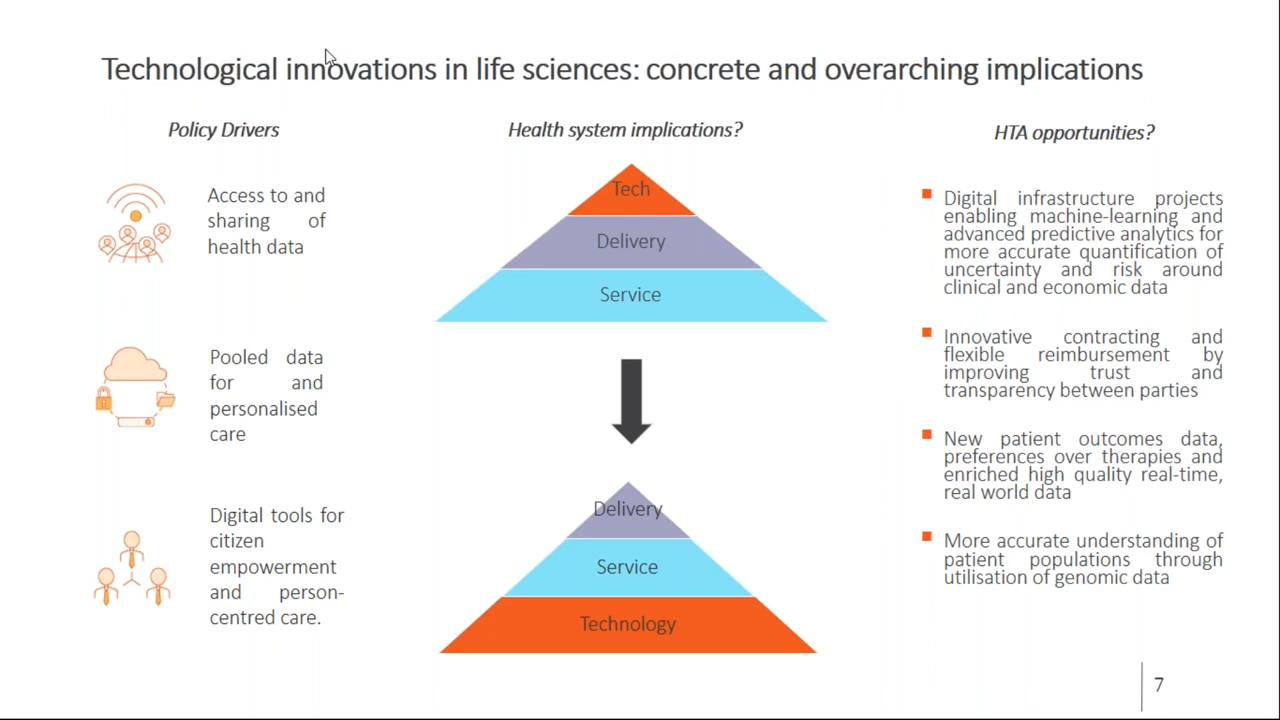 Technological innovations in life sciences: concrete and overarching implications
Policy Drivers
Access to and
sharing of
health data
Pooled data
for and
personalised
care
Digital tools for
citizen
empowerment
and person-
centred care.
Health system implications?
Tech
Delivery
Service
Delivery
Service
Technology
HTA opportunities?
Digital infrastructure projects
enabling machine-learning and
advanced predictive analytics for
more accurate quantification of
uncertainty and risk around
clinical and economic data
Innovative contracting and
flexible reimbursement by
improving trust and
transparency between parties
New patient outcomes data,
preferences over therapies and
enriched high quality real-time,
real world data
More accurate understanding of
patient populations through
utilisation of genomic data
7